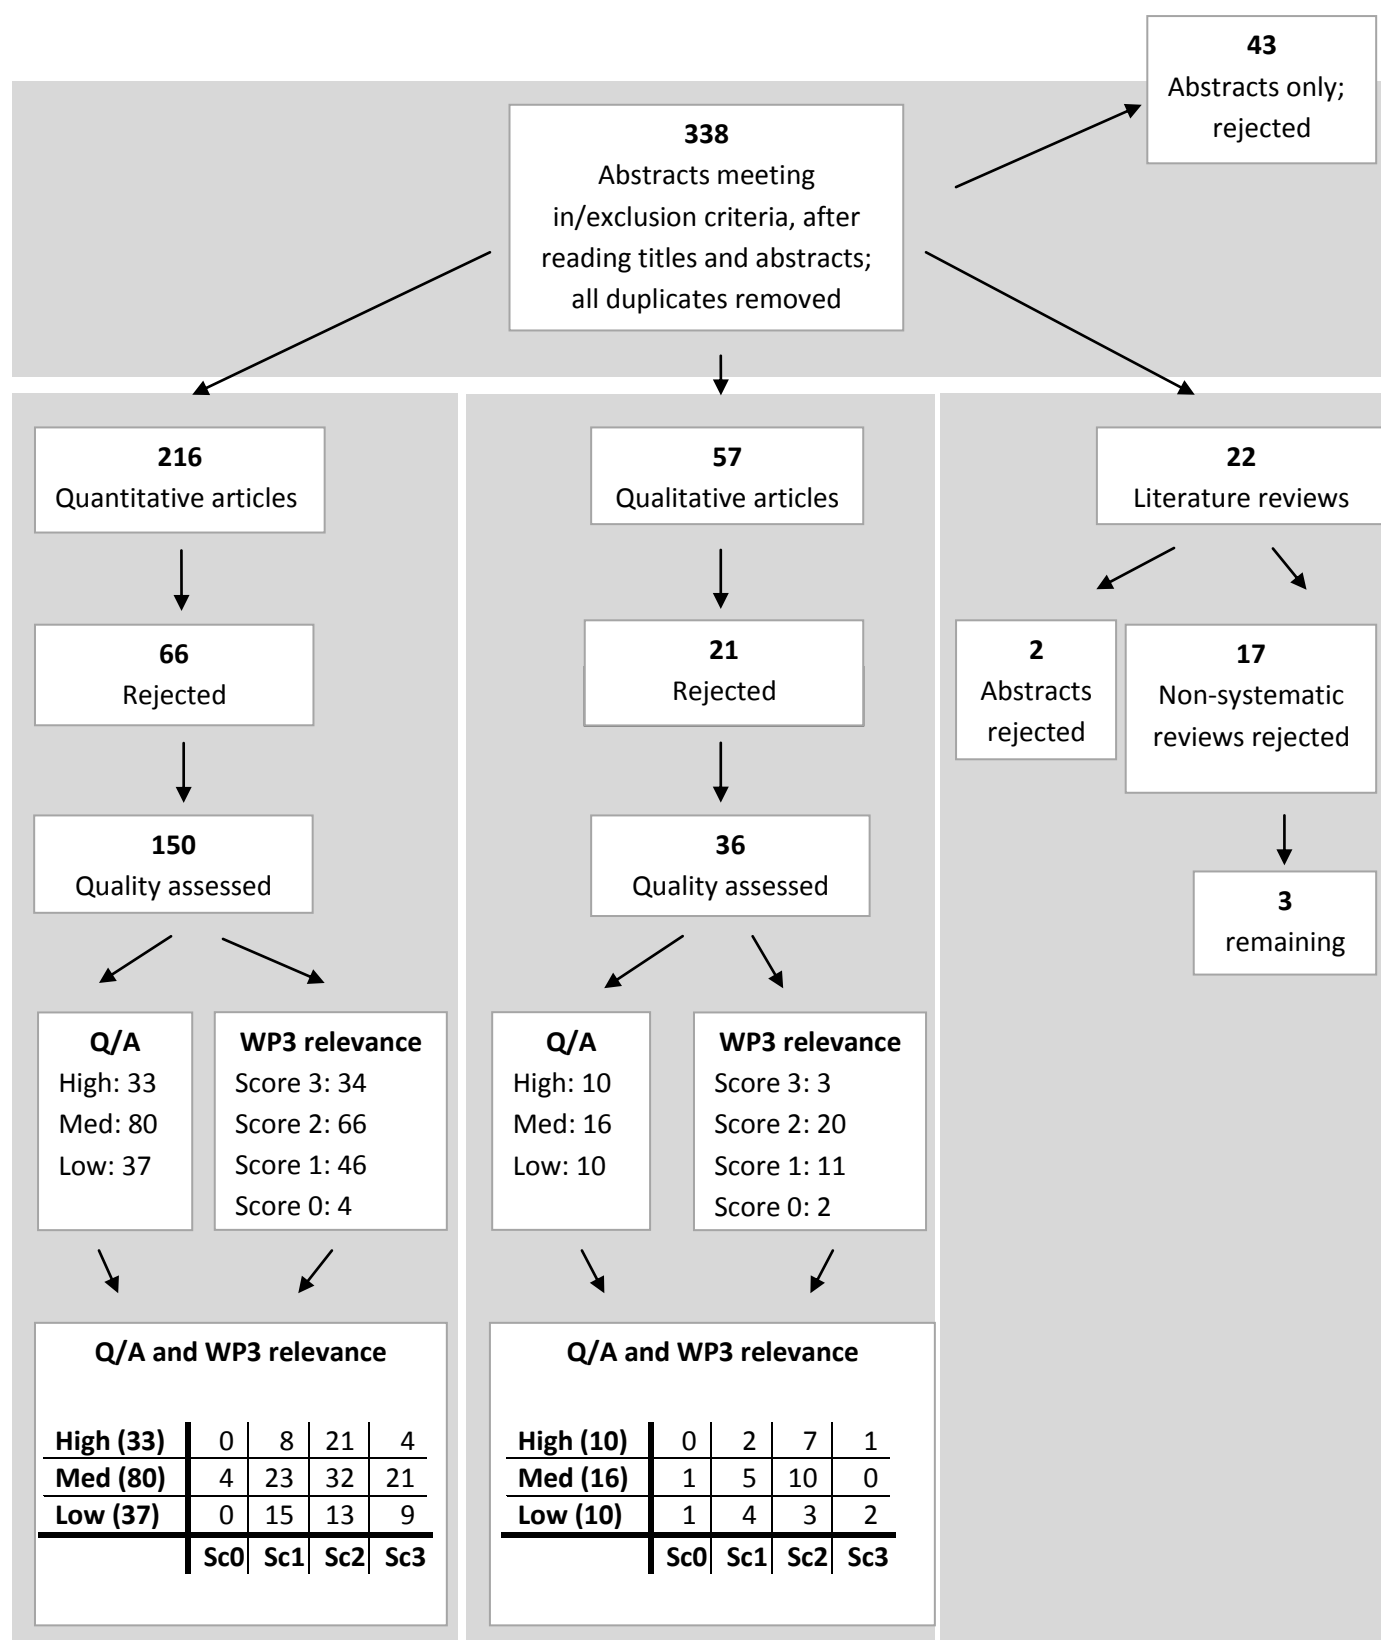 43
Abstracts only;
rejected
338
Abstracts meeting
in/exclusion criteria, after
reading titles and abstracts;
all duplicates removed
216
Quantitative articles
66
Rejected
150
Quality assessed
Q/A
High: 33
Med: 80
Low: 37
WP3 relevance
Score 3: 34
Score 2: 66
Score 1: 46
Score 0: 4
Q/A and WP3 relevance
High (33) 0 8 21 4
Med (80) 4 23 32 21
Low (37) 0 15 13 9
Sc0 Sc1 Sc2 Sc3
57
Qualitative articles
21
Rejected
36
Quality assessed
Q/A
High: 10
Med: 16
Low: 10
WP3 relevance
Score 3: 3
Score 2: 20
Score 1: 11
Score 0: 2
Q/A and WP3 relevance
High (10) 0 2 7 1
Med (16) 1 5 10 0
Low (10) 1 4 3 2
Sc0 Sc1 Sc2 Sc3
22
Literature reviews
2
Abstracts
rejected
17
Non-systematic
reviews rejected
3
remaining